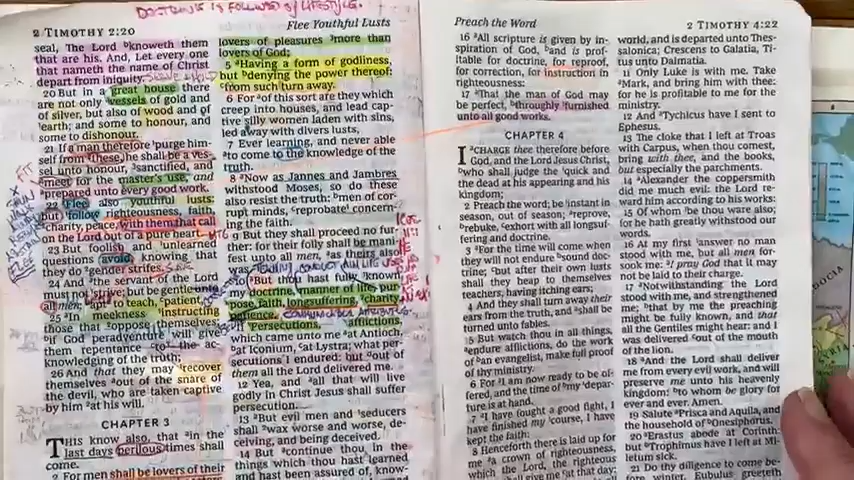 DOCTRINE IS FOLLOWED BY LIFESTYLE.
2 TIMOTHY 2:20
Flee Youthful Lusts
seal, The Lord knoweth them
that are his. And, Let every one
that nameth the name of Christ
depart from iniquity.
20 But in a great house there
are not only vessels of gold and
of silver, but also of wood and of
earth; and some to honour, and
some to dishonour.
21 If a man therefore purge him-
self from these, he shall be a ves-
sel unto honour, sanctified, and
meet for the master's use, and
prepared unto every good work.
22 Flee also youthful lusts:
but follow righteousness, faith,
charity, peace, with them that call
on the Lord out of a pure heart.
23 But foolish and unlearned
questions avoid, knowing that
they do gender strifes.
24 And the servant of the Lord
must not strive; but be gentle unto
all men, apt to teach, patient,
25 In meekness instructing
those that oppose themselves; if
God peradventure will give
them repentance to the ac-
knowledging of the truth;
26 And that they may recover
themselves out of the snare of
the devil, who are taken captive
by him at his will.
CHAPTER 3
THIS know also, that in the
last days perilous times shall
come.
2 For men shall be lovers of their
lovers of pleasures more than
lovers of God;
5 Having a form of godliness,
but denying the power thereof:
from such turn away.
6 For of this sort are they which
creep into houses, and lead cap-
tive silly women laden with sins,
led away with divers lusts,
7 Ever learning, and never able
to come to the knowledge of the
truth.
8 Now as Jannes and Jambres
withstood Moses, so do these
also resist the truth: men of cor-
rupt minds, reprobate concern-
ing the faith.
9 But they shall proceed no fur-
ther: for their folly shall be mani-
fest unto all men, as theirs also
was.
10 But thou hast fully known
my doctrine, manner of life, pur-
pose, faith, longsuffering, charity,
patience,
COMMUNICABLE ATTRIBUTES
11 Persecutions, afflictions,
which came unto me at Antioch,
at Iconium, at Lystra; what per-
secutions I endured: but out of
them all the Lord delivered me.
12 Yea, and all that will live
godly in Christ Jesus shall suffer
persecution.
13 But evil men and seducers
shall wax worse and worse, de-
ceiving, and being deceived.
14 But continue thou in the
things which thou hast learned
and hast been assured of, know-
Preach the Word
2 TIMOTHY 4:22
16 All scripture is given by in-
spiration of God, and is prof-
itable for doctrine, for reproof,
for correction, for instruction in
righteousness:
17 That the man of God may
be perfect, throughly furnished
unto all good works.
CHAPTER 4
I CHARGE thee therefore before
God, and the Lord Jesus Christ,
who shall judge the quick and
the dead at his appearing and his
kingdom;
2 Preach the word; be instant in
season, out of season; reprove,
rebuke, exhort with all longsuf-
fering and doctrine.
3 For the time will come when
they will not endure sound doc-
trine; but after their own lusts
shall they heap to themselves
teachers, having itching ears;
4 And they shall turn away their
ears from the truth, and shall be
turned unto fables.
5 But watch thou in all things,
endure afflictions, do the work
of an evangelist, make full proof
of thy ministry.
6 For I am now ready to be of-
fered, and the time of my depar-
ture is at hand.
7 I have fought a good fight, I
have finished my course, I have
kept the faith:
8 Henceforth there is laid up for
me a crown of righteousness,
which the Lord, the righteous
judge, shall give me at that day:
world, and is departed unto Thes-
salonica; Crescens to Galatia, Ti-
tus unto Dalmatia.
11 Only Luke is with me. Take
Mark, and bring him with thee:
for he is profitable to me for the
ministry.
12 And Tychicus have I sent to
Ephesus.
13 The cloke that I left at Troas
with Carpus, when thou comest,
bring with thee, and the books,
but especially the parchments.
14 Alexander the coppersmith
did me much evil: the Lord re-
ward him according to his works:
15 Of whom be thou ware also;
for he hath greatly withstood our
words.
16 At my first answer no man
stood with me, but all men for-
sook me: I pray God that it may
not be laid to their charge.
17 Notwithstanding the Lord
stood with me, and strengthened
me; that by me the preaching
might be fully known, and that
all the Gentiles might hear: and I
was delivered out of the mouth
of the lion.
18 And the Lord shall deliver
me from every evil work, and will
preserve me unto his heavenly
kingdom: to whom be glory for
ever and ever. Amen.
19 Salute Prisca and Aquila, and
the household of Onesiphorus.
20 Erastus abode at Corinth:
but Trophimus have I left at Mi-
letum sick.
21 Do thy diligence to come be-
fore winter. Eubulus greeteth